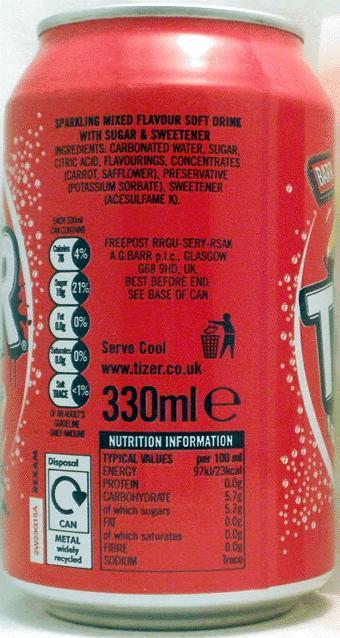 SPARKLING MIXED FLAVOUR SOFT DRINK
WITH SUGAR & SWEETENER
INGREDIENTS: CARBONATED WATER, SUGAR,
CITRIC ACID, FLAVOURINGS, CONCENTRATES
(CARROT, SAFFLOWER), PRESERVATIVE
(POTASSIUM SORBATE), SWEETENER
(ACESULFAME K).
EACH 330ml
CAN CONTAINS
Calories
76
4%
Sugar
19g
21%
Fat
0.0g
0%
Saturates
0.0g
0%
Salt
TRACE
<1%
OF AN ADULT'S
GUIDELINE
DAILY AMOUNT
FREEPOST RRGU-SERY-RSAK
A.G.BARR p.l.c., GLASGOW
G68 9HD, UK.
BEST BEFORE END:
SEE BASE OF CAN
Serve Cool
www.tizer.co.uk
330ml e
NUTRITION INFORMATION
TYPICAL VALUES per 100 ml
ENERGY 97kJ/23kcal
PROTEIN 0.0g
CARBOHYDRATE 5.7g
of which sugars 5.7g
FAT 0.0g
of which saturates 0.0g
FIBRE 0.0g
SODIUM Trace
REXAM
Disposal
CAN
METAL
widely
recycled
R
BARR
T